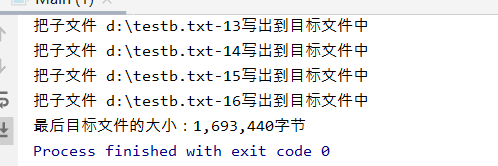 Main (1)
把子文件 d:\testb.txt-13写出到目标文件中
把子文件 d:\testb.txt-14写出到目标文件中
把子文件 d:\testb.txt-15写出到目标文件中
把子文件 d:\testb.txt-16写出到目标文件中
最后目标文件的大小：1,693,440字节
Process finished with exit code 0